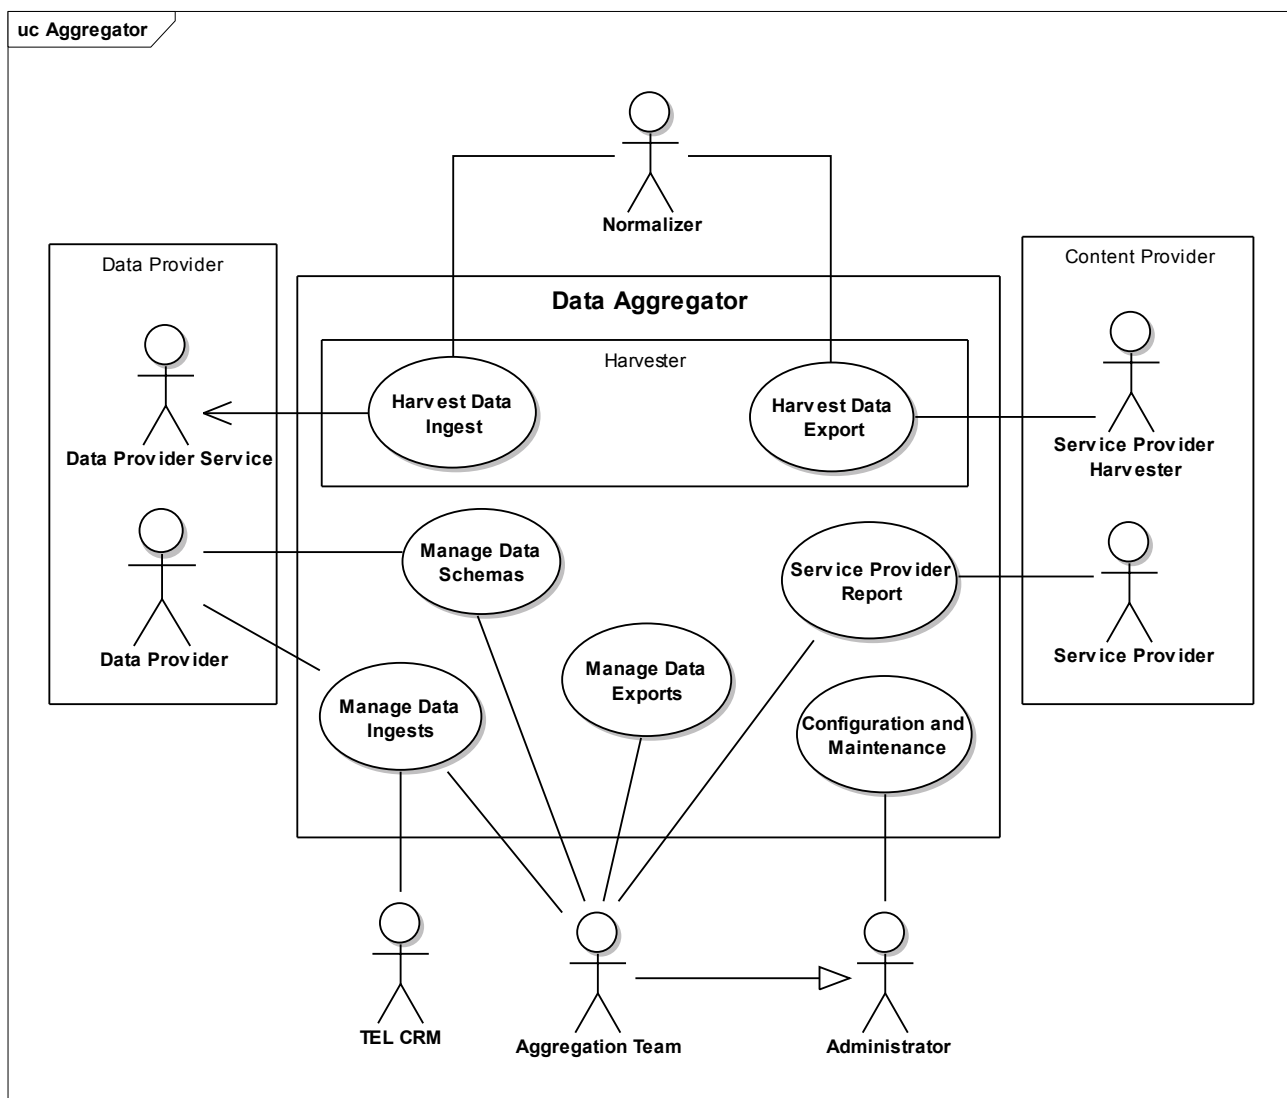 uc Aggregator
Normalizer
Data Provider
Content Provider
Data Aggregator
Harvester
Harvest Data
Ingest
Harvest Data
Export
Data Provider Service
Service Provider
Harvester
Manage Data
Schemas
Service Provider
Report
Data Provider
Service Provider
Manage Data
Exports
Manage Data
Ingests
Configuration and
Maintenance
TEL CRM
Aggregation Team
Administrator